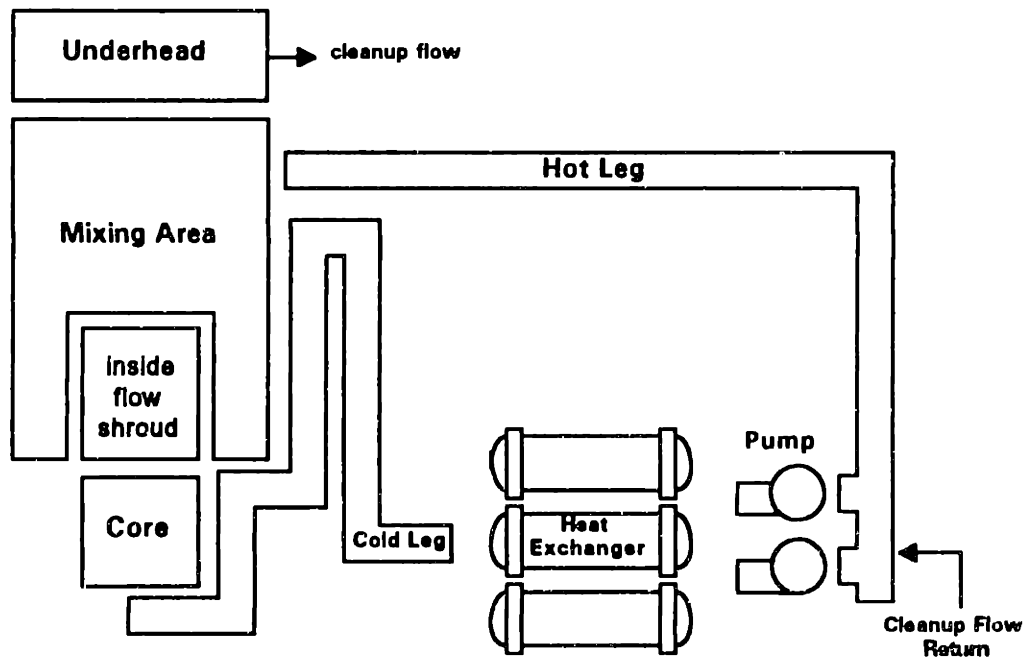 Underhead
cleanup flow
Hot Leg
Mixing Area
inside
flow
shroud
Pump
Core
Cold Leg
Heat
Exchanger
Cleanup Flow
Return